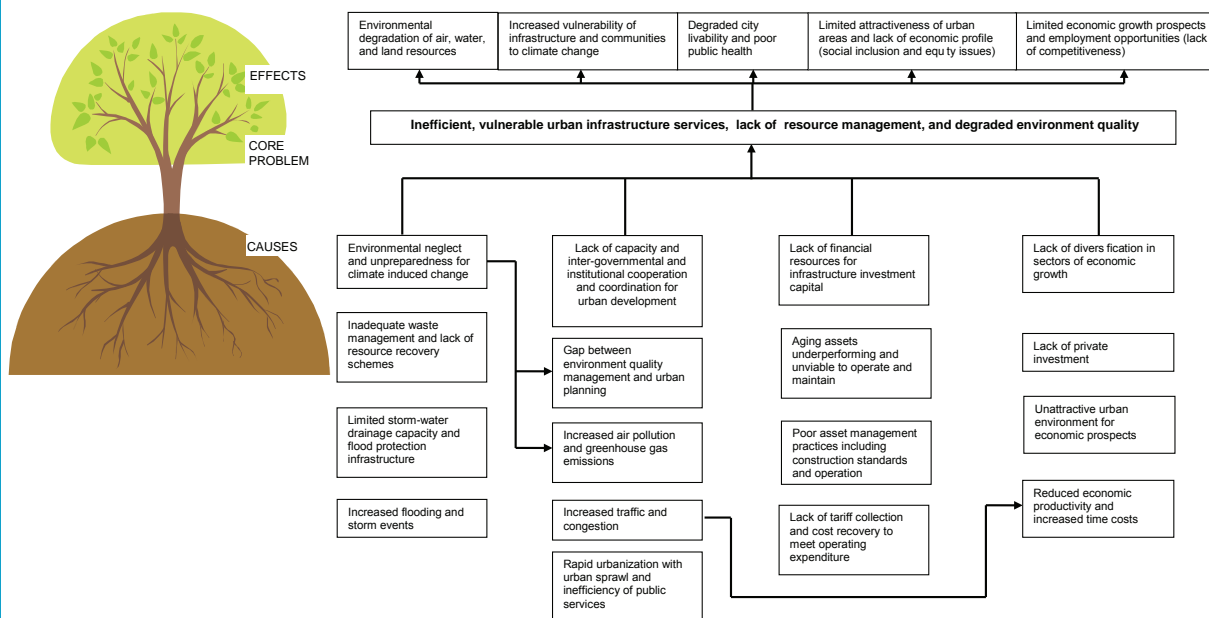 EFFECTS
CORE
PROBLEM
CAUSES
Environmental
degradation of air, water,
and land resources
Increased vulnerability of
infrastructure and communities
to climate change
Degraded city
livability and poor
public health
Limited attractiveness of urban
areas and lack of economic profile
(social inclusion and equ ty issues)
Limited economic growth prospects
and employment opportunities (lack
of competitiveness)
Inefficient, vulnerable urban infrastructure services, lack of resource management, and degraded environment quality
Environmental neglect
and unpreparedness for
climate induced change
Inadequate waste
management and lack of
resource recovery
schemes
Limited storm-water
drainage capacity and
flood protection
infrastructure
Increased flooding and
storm events
Lack of capacity and
inter-governmental and
institutional cooperation
and coordination for
urban development
Gap between
environment quality
management and urban
planning
Increased air pollution
and greenhouse gas
emissions
Increased traffic and
congestion
Rapid urbanization with
urban sprawl and
inefficiency of public
services
Lack of financial
resources for
infrastructure investment
capital
Aging assets
underperforming and
unviable to operate and
maintain
Poor asset management
practices including
construction standards
and operation
Lack of tariff collection
and cost recovery to
meet operating
expenditure
Lack of divers fication in
sectors of economic
growth
Lack of private
investment
Unattractive urban
environment for
economic prospects
Reduced economic
productivity and
increased time costs